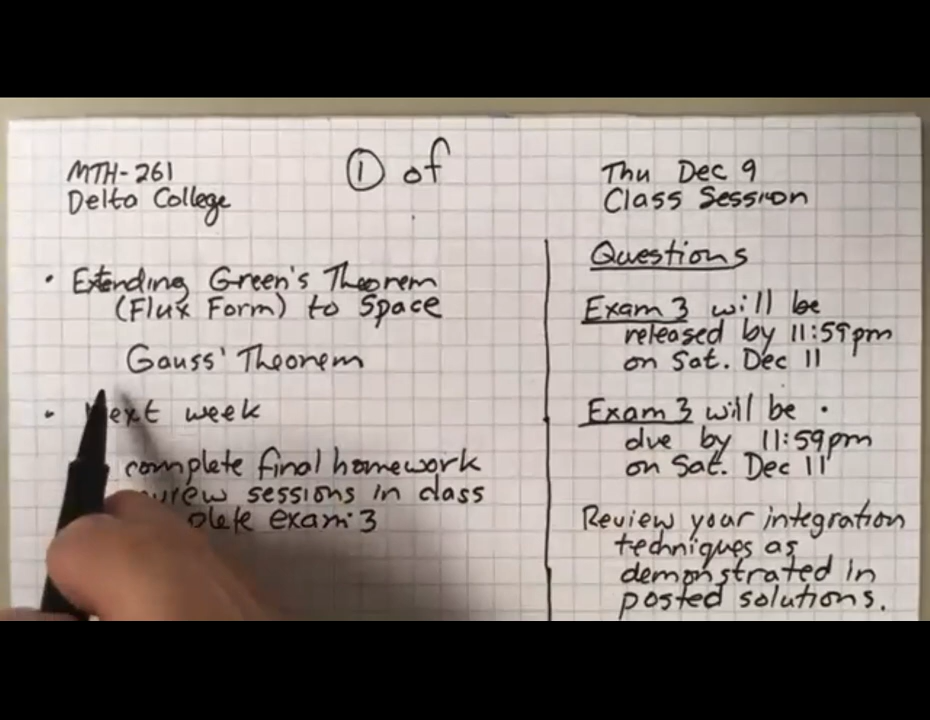 MTH-261
Delta College
① of
Thu Dec 9
Class Session
• Extending Green's Theorem
(Flux Form) to Space
Gauss' Theorem
• Next week
complete final homework
sessions in class
exam 3
Questions
Exam 3 will be
released by 11:59pm
on Sat. Dec 11
Exam 3 will be
due by 11:59pm
on Sat. Dec 11
Review your integration
techniques as
demonstrated in
posted solutions.